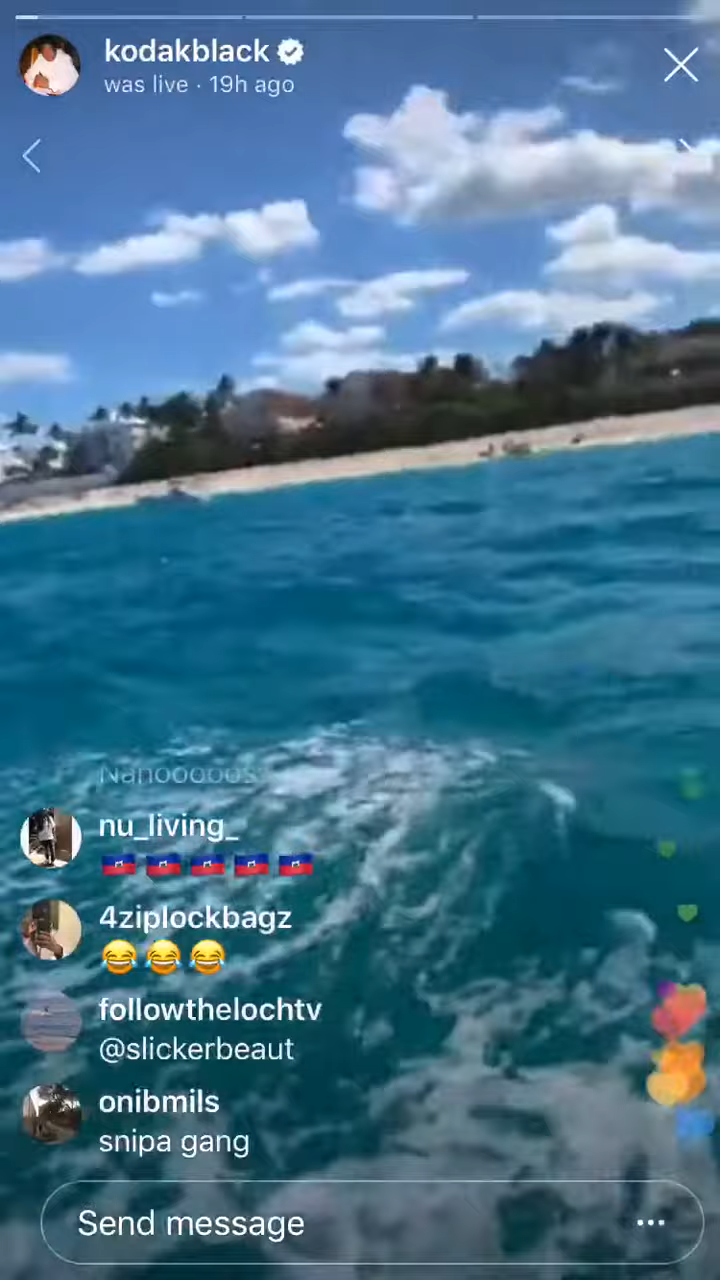 kodakblack
was live · 19h ago
nu_living_
🇭🇹🇭🇹🇭🇹🇭🇹🇭🇹
4ziplockbagz
😂😂😂
followthelochtv
@slickerbeaut
onibmils
snipa gang
Send message